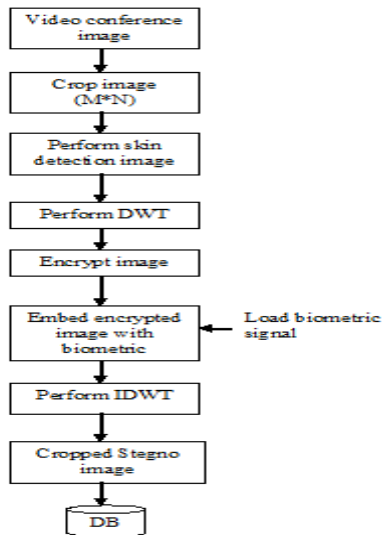 Video conference
image
Crop image
(M*N)
Perform skin
detection image
Perform DWT
Encrypt image
Embed encrypted
image with
biometric
Load biometric
signal
Perform IDWT
Cropped Stegno
image
DB